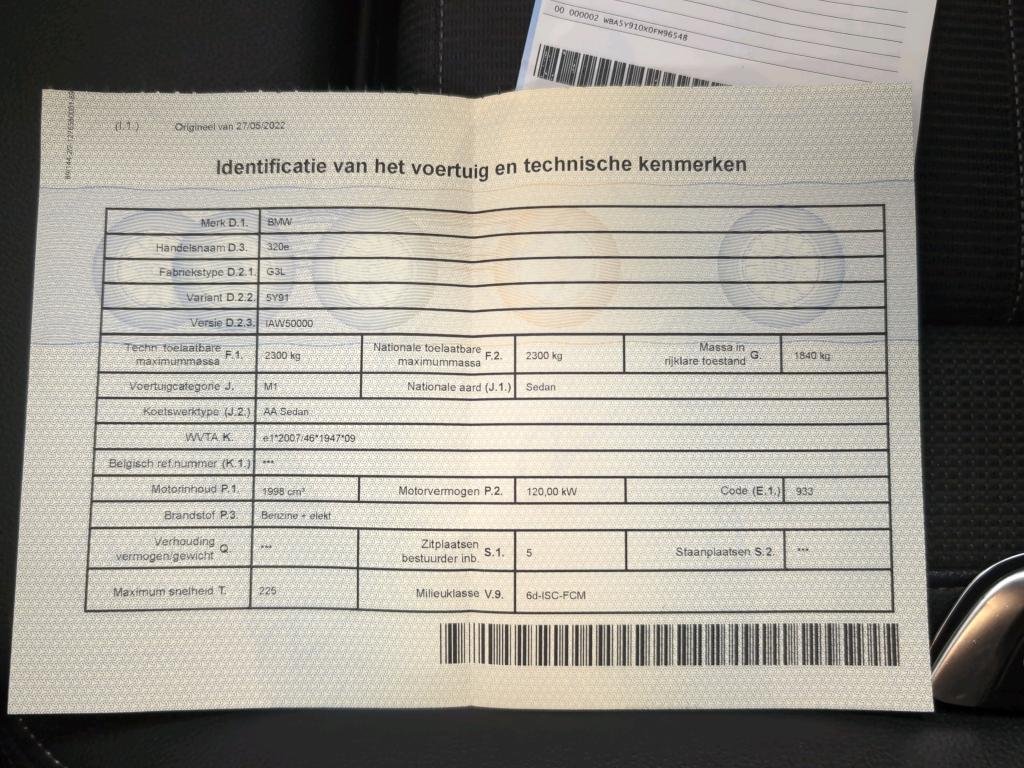 00 000002 WBA5Y910X0FM96548
(I.1.) Origineel van 27/05/2022
Identificatie van het voertuig en technische kenmerken
Merk D.1. BMW
Handelsnaam D.3. 320e
Fabriekstype D.2.1. G3L
Variant D.2.2. 5Y91
Versie D.2.3. IAW50000
Techn. toelaatbare maximummassa F.1. 2300 kg Nationale toelaatbare maximummassa F.2. 2300 kg Massa in rijklare toestand G. 1840 kg
Voertuigcategorie J. M1 Nationale aard (J.1.) Sedan
Koetswerktype (J.2.) AA Sedan
WVTA K. e1*2007/46*1947*09
Belgisch ref.nummer (K.1.) ***
Motorinhoud P.1. 1998 cm³ Motorvermogen P.2. 120,00 kW Code (E.1.) 933
Brandstof P.3. Benzine + elekt
Verhouding vermogen/gewicht Q. *** Zitplaatsen bestuurder inb. S.1. 5 Staanplaatsen S.2. ***
Maximum snelheid T. 225 Milieuklasse V.9. 6d-ISC-FCM